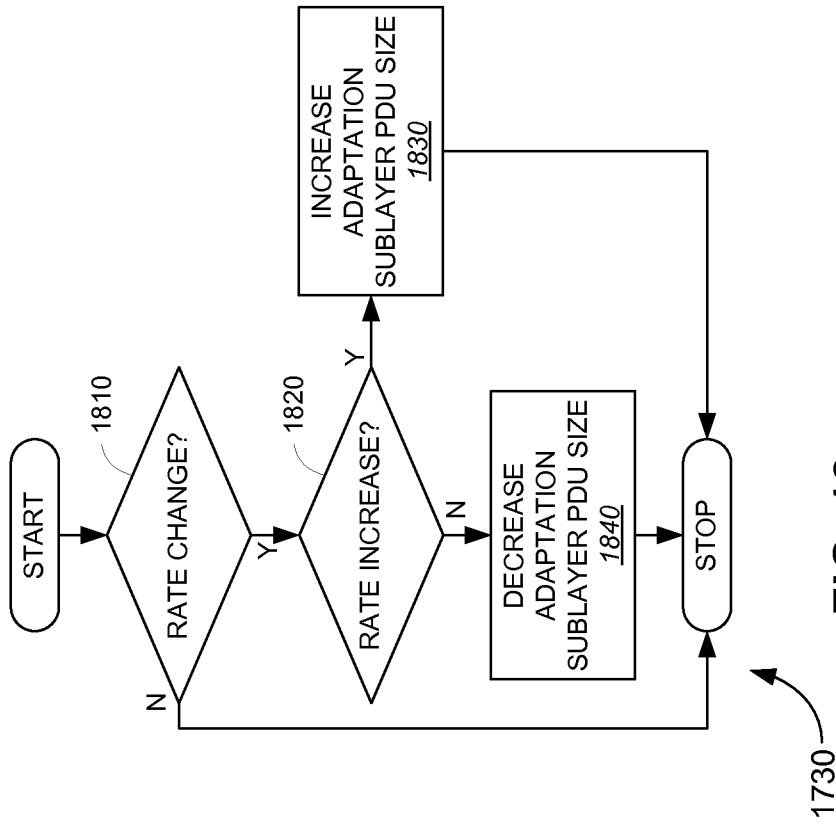 START
RATE CHANGE?
1810
N
Y
RATE INCREASE?
1820
Y
N
INCREASE
ADAPTATION
SUBLAYER PDU SIZE
1830
DECREASE
ADAPTATION
SUBLAYER PDU SIZE
1840
STOP
1730